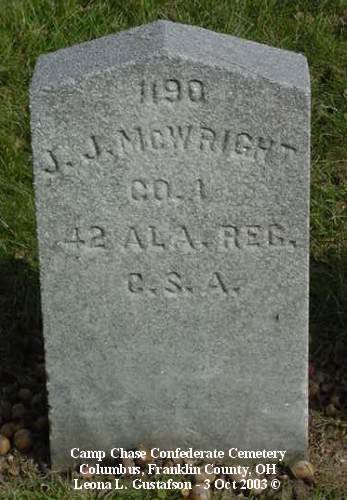 1190
J. J. McWRIGHT
CO. I
42 ALA. REG.
C. S. A.
Camp Chase Confederate Cemetery
Columbus, Franklin County, OH
Leona L. Gustafson - 3 Oct 2003 ©